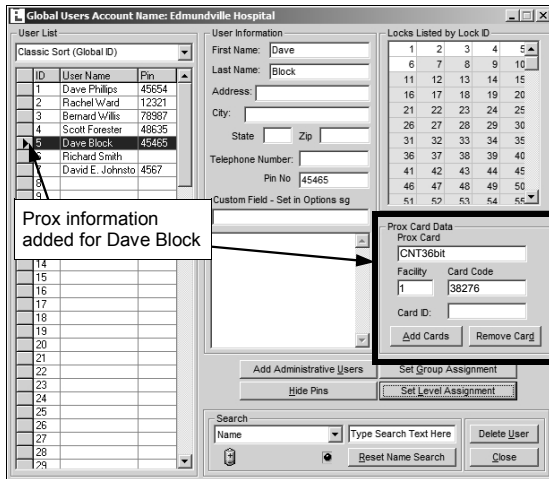 Global Users Account Name: Edmundville Hospital
User List
Classic Sort (Global ID)
ID User Name Pin
1 Dave Philips 45654
2 Rachel Ward 12321
3 Bernard Willis 78987
4 Scott Forester 48635
5 Dave Block 45465
Richard Smith
David E. Johnsto 4567
8
9
Prox information
added for Dave Block
14
15
16
17
18
19
20
21
22
23
24
25
26
27
28
29
User Information
First Name: Dave
Last Name: Block
Address:
City:
State Zip
Telephone Number:
Pin No 45465
Custom Field - Set in Options sg
Locks Listed by Lock ID
1 2 3 4 5
6 7 8 9 10
11 12 13 14 15
16 17 18 19 20
21 22 23 24 25
26 27 28 29 30
31 32 33 34 35
36 37 38 39 40
41 42 43 44 45
46 47 48 49 50
51 52 53 54 55
Prox Card Data
Prox Card
CNT36bit
Facility Card Code
1 38276
Card ID:
Add Cards Remove Card
Add Administrative Users Set Group Assignment
Hide Pins Set Level Assignment
Search
Name Type Search Text Here Delete User
Reset Name Search Close